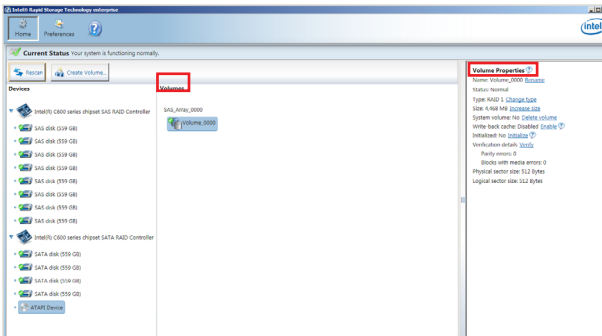 Intel® Rapid Storage Technology enterprise
Home
Preferences
?
(intel
Current Status Your system is functioning normally.
Rescan
Create Volume...
Devices
Intel(R) C600 series chipset SAS RAID Controller
SAS disk (559 GB)
SAS disk (559 GB)
SAS disk (559 GB)
SAS disk (559 GB)
SAS disk (559 GB)
SAS disk (559 GB)
SAS disk (559 GB)
SAS disk (559 GB)
Intel(R) C600 series chipset SATA RAID Controller
SATA disk (559 GB)
SATA disk (559 GB)
SATA disk (559 GB)
SATA disk (559 GB)
ATAPI Device
Volumes
SAS_Array_0000
Volume_0000
Volume Properties ?
Name: Volume_0000 Rename
Status: Normal
Type: RAID 1 Change type
Size: 4,468 MB Increase size
System volume: No Delete volume
Write-back cache: Disabled Enable ?
Initialized: No Initialize ?
Verification details Verify
Parity errors: 0
Blocks with media errors: 0
Physical sector size: 512 Bytes
Logical sector size: 512 Bytes